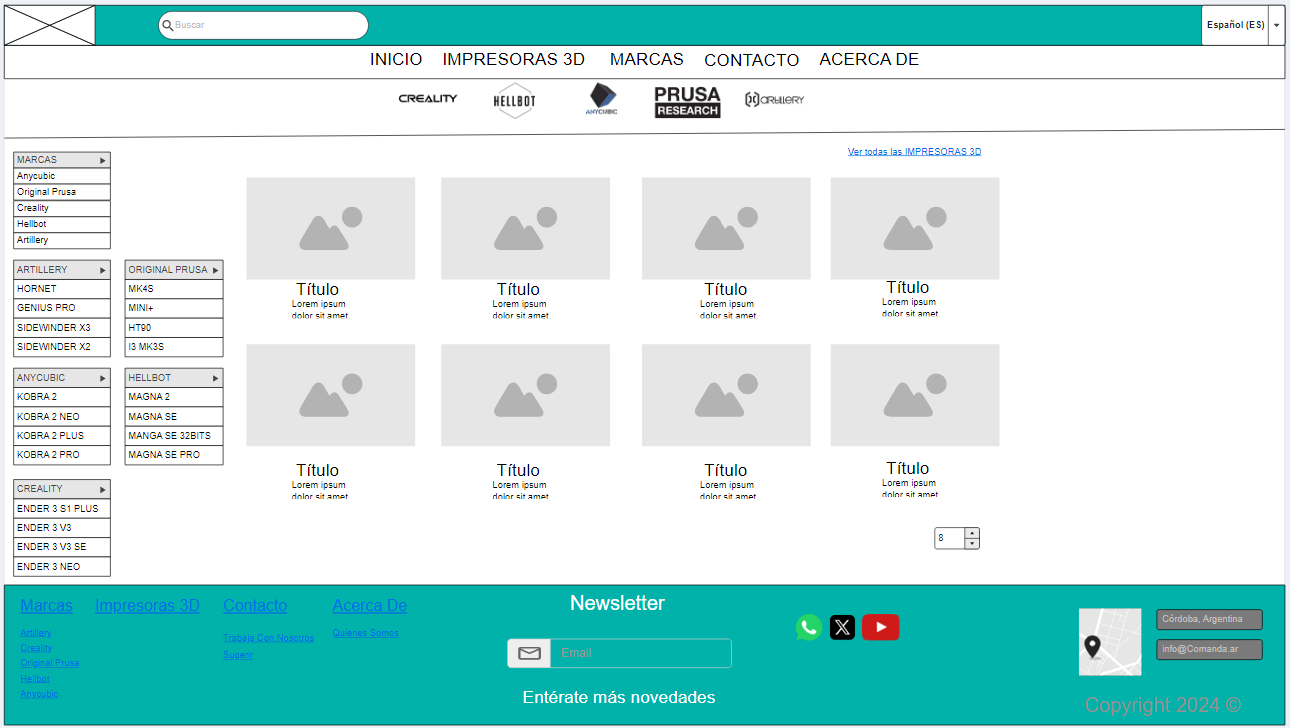 Buscar
Español (ES)
INICIO IMPRESORAS 3D MARCAS CONTACTO ACERCA DE
CREALITY HELLBOT ANYCUBIC PRUSA RESEARCH ARTILLERY
Ver todas las IMPRESORAS 3D
MARCAS
Anycubic
Original Prusa
Creality
Hellbot
Artillery
ARTILLERY
HORNET
GENIUS PRO
SIDEWINDER X3
SIDEWINDER X2
ORIGINAL PRUSA
MK4S
MINI+
HT90
I3 MK3S
ANYCUBIC
KOBRA 2
KOBRA 2 NEO
KOBRA 2 PLUS
KOBRA 2 PRO
HELLBOT
MAGNA 2
MAGNA SE
MANGA SE 32BITS
MAGNA SE PRO
CREALITY
ENDER 3 S1 PLUS
ENDER 3 V3
ENDER 3 V3 SE
ENDER 3 NEO
Título
Lorem ipsum
dolor sit amet
Título
Lorem ipsum
dolor sit amet
Título
Lorem ipsum
dolor sit amet
Título
Lorem ipsum
dolor sit amet
Título
Lorem ipsum
dolor sit amet
Título
Lorem ipsum
dolor sit amet
Título
Lorem ipsum
dolor sit amet
Título
Lorem ipsum
dolor sit amet
8
Marcas
Artillery
Creality
Original Prusa
Hellbot
Anycubic
Impresoras 3D
Contacto
Trabaja Con Nosotros
Sugerir
Acerca De
Quienes Somos
Newsletter
Email
Entérate más novedades
Córdoba, Argentina
info@Comanda.ar
Copyright 2024 ©